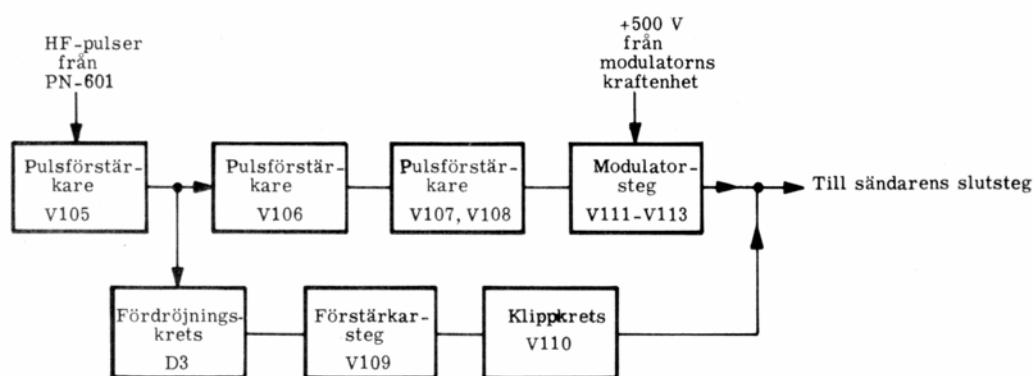 HF-pulser
från
PN-601
+500 V
från
modulatorns
kraftenhet
Pulsförstär-
kare
V105
Pulsförstär-
kare
V106
Pulsförstär-
kare
V107, V108
Modulator-
steg
V111-V113
Till sändarens slutsteg
Fördröjnings-
krets
D3
Förstärkar-
steg
V109
Klippkrets
V110